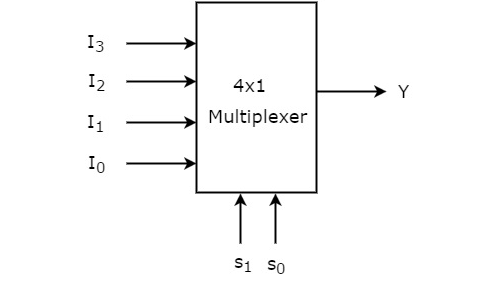 I₃
I₂
4x1
Y
Multiplexer
I₁
I₀
s₁ s₀